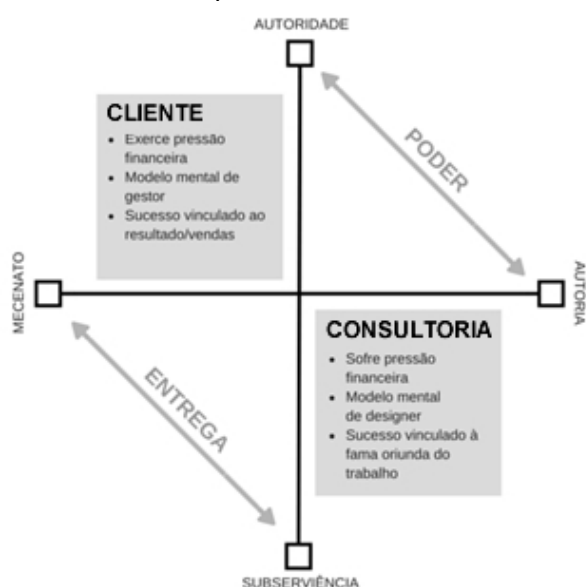 AUTORIDADE
CLIENTE
• Exerce pressão
financeira
• Modelo mental de
gestor
• Sucesso vinculado ao
resultado/vendas
PODER
MECENATO
AUTORIA
CONSULTORIA
• Sofre pressão
financeira
• Modelo mental
de designer
• Sucesso vinculado à
fama oriunda do
trabalho
ENTREGA
SUBSERVIÊNCIA